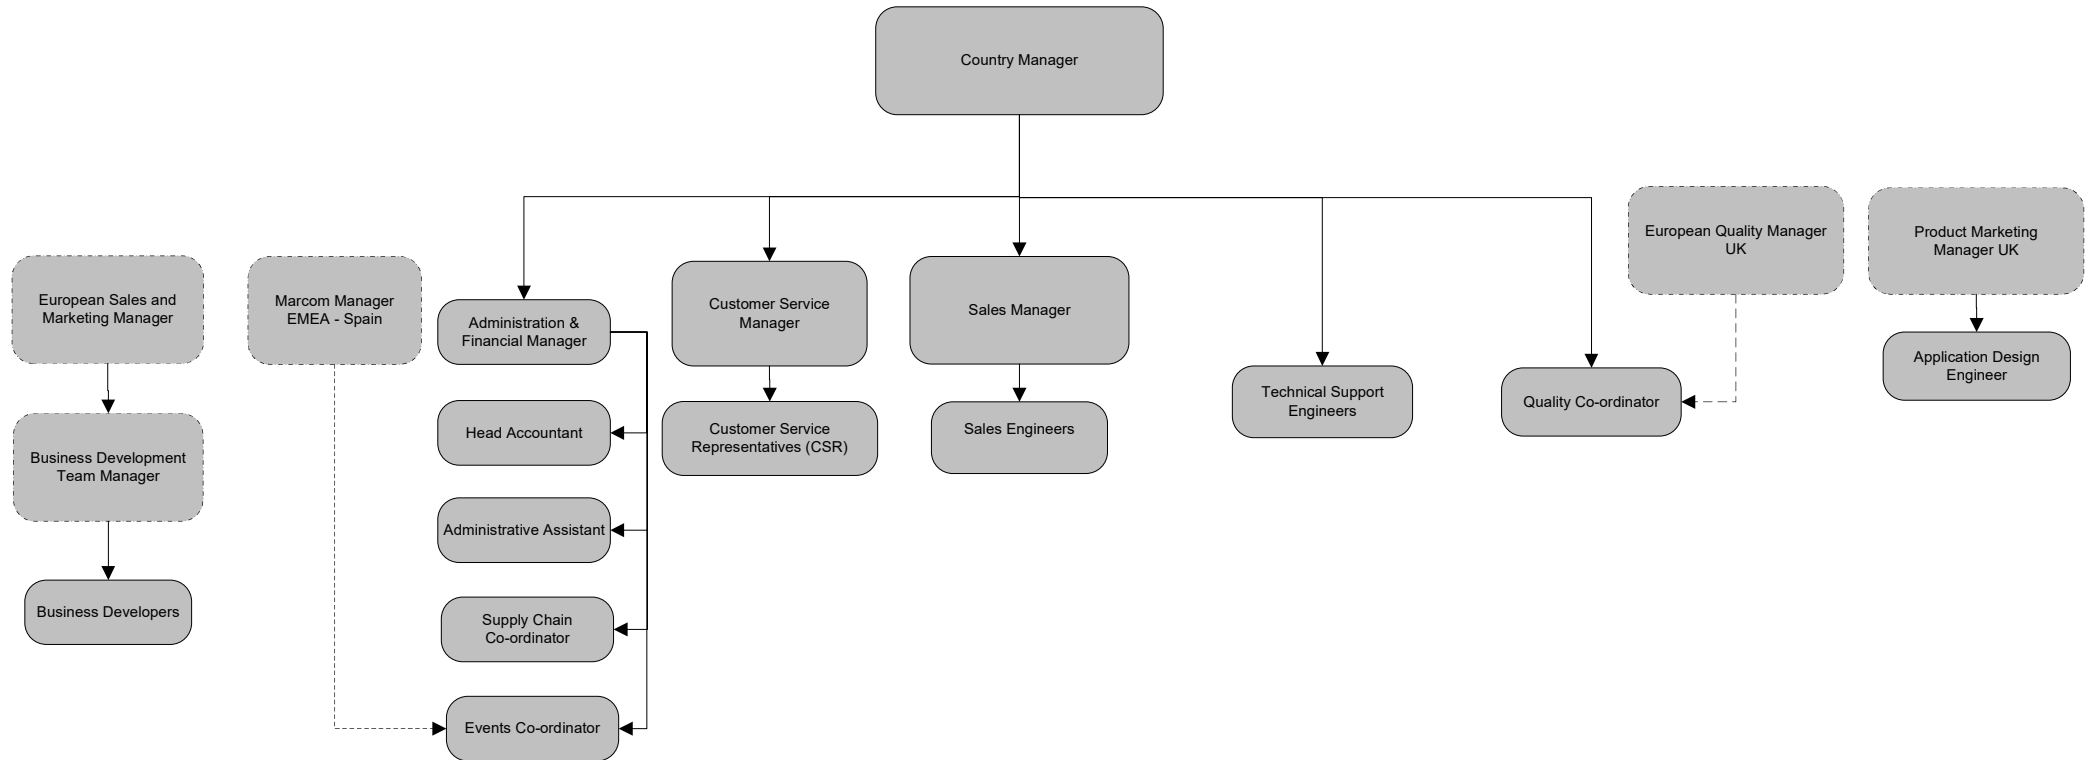 Country Manager
European Quality Manager
UK
Product Marketing
Manager UK
European Sales and
Marketing Manager
Marcom Manager
EMEA - Spain
Administration &
Financial Manager
Customer Service
Manager
Sales Manager
Application Design
Engineer
Technical Support
Engineers
Quality Co-ordinator
Head Accountant
Customer Service
Representatives (CSR)
Sales Engineers
Business Development
Team Manager
Administrative Assistant
Business Developers
Supply Chain
Co-ordinator
Events Co-ordinator